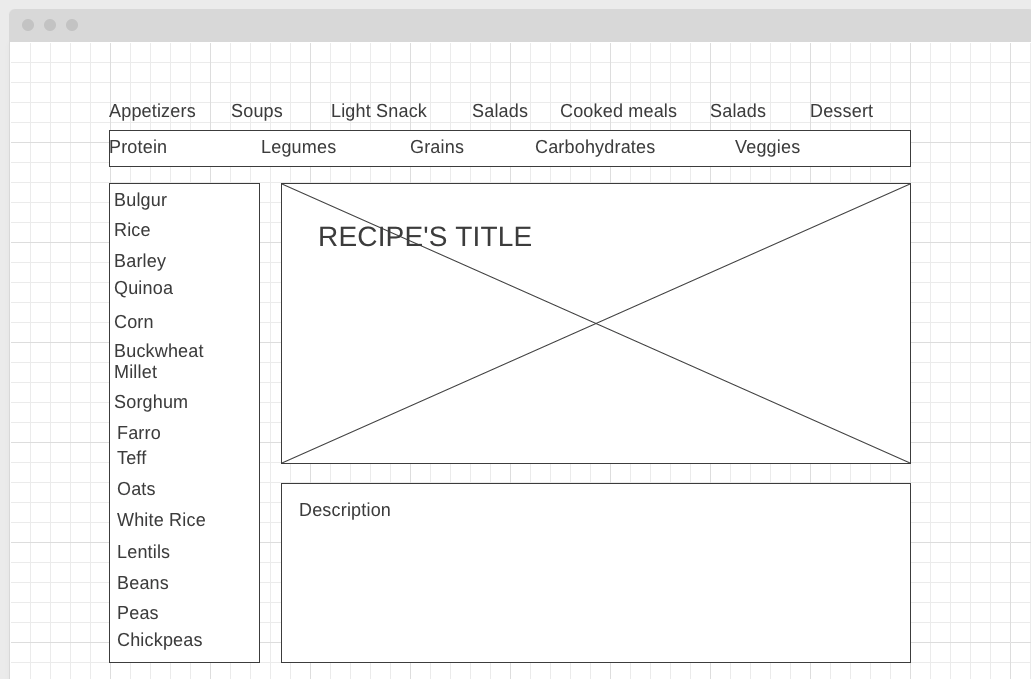 Appetizers Soups Light Snack Salads Cooked meals Salads Dessert
Protein Legumes Grains Carbohydrates Veggies
Bulgur
Rice
Barley
Quinoa
Corn
Buckwheat
Millet
Sorghum
Farro
Teff
Oats
White Rice
Lentils
Beans
Peas
Chickpeas
RECIPE'S TITLE
Description